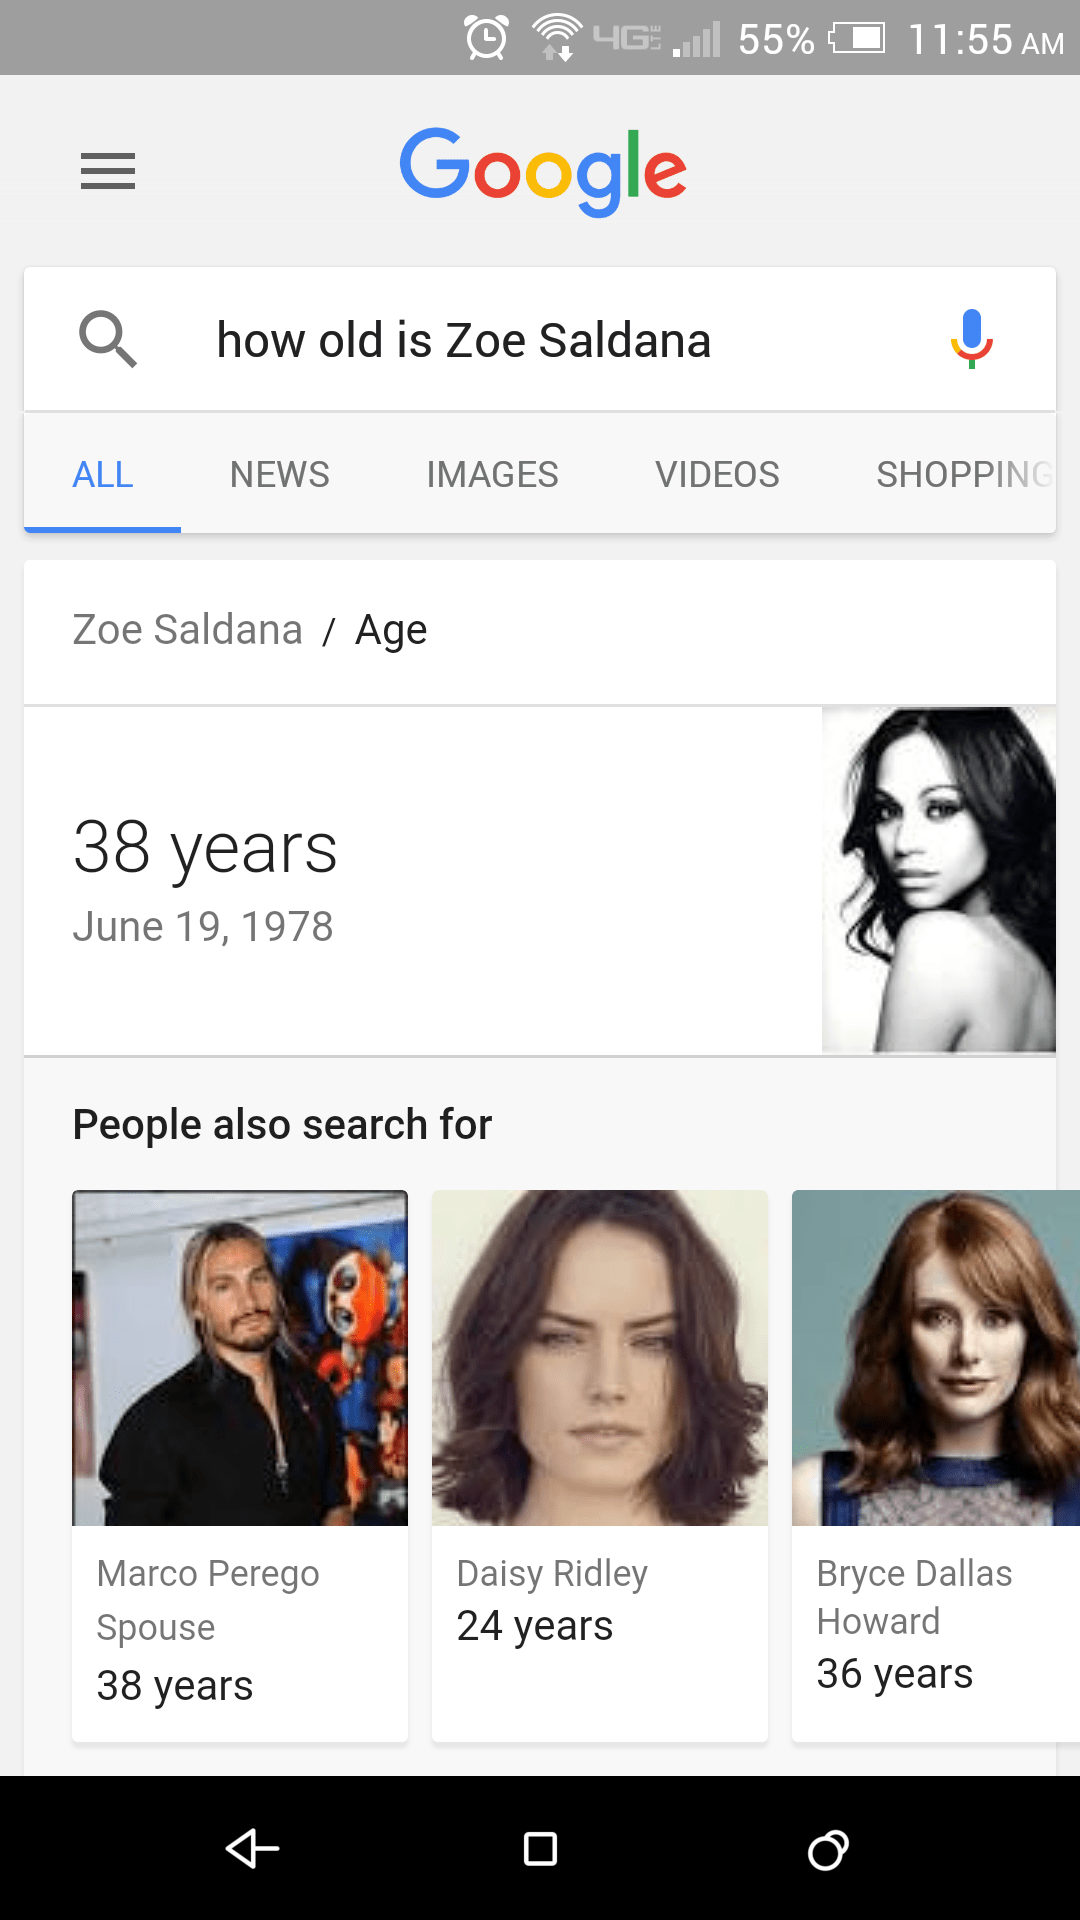 4G LTE 55% 11:55 AM
Google
how old is Zoe Saldana
ALL NEWS IMAGES VIDEOS SHOPPING
Zoe Saldana / Age
38 years
June 19, 1978
People also search for
Marco Perego
Spouse
38 years
Daisy Ridley
24 years
Bryce Dallas
Howard
36 years